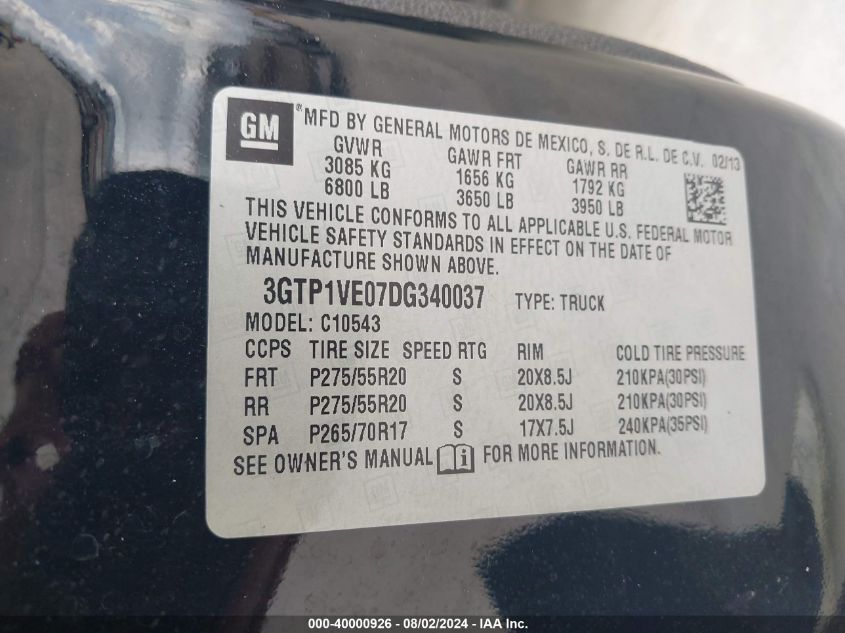 GM ® MFD BY GENERAL MOTORS DE MEXICO, S. DE R.L. DE C.V. 02/13
GVWR GAWR FRT GAWR RR
3085 KG 1656 KG 1792 KG
6800 LB 3650 LB 3950 LB
THIS VEHICLE CONFORMS TO ALL APPLICABLE U.S. FEDERAL MOTOR
VEHICLE SAFETY STANDARDS IN EFFECT ON THE DATE OF
MANUFACTURE SHOWN ABOVE.
3GTP1VE07DG340037 TYPE: TRUCK
MODEL: C10543
CCPS TIRE SIZE SPEED RTG RIM COLD TIRE PRESSURE
FRT P275/55R20 S 20X8.5J 210KPA(30PSI)
RR P275/55R20 S 20X8.5J 210KPA(30PSI)
SPA P265/70R17 S 17X7.5J 240KPA(35PSI)
SEE OWNER'S MANUAL i FOR MORE INFORMATION.
000-40000926 - 08/02/2024 - IAA Inc.